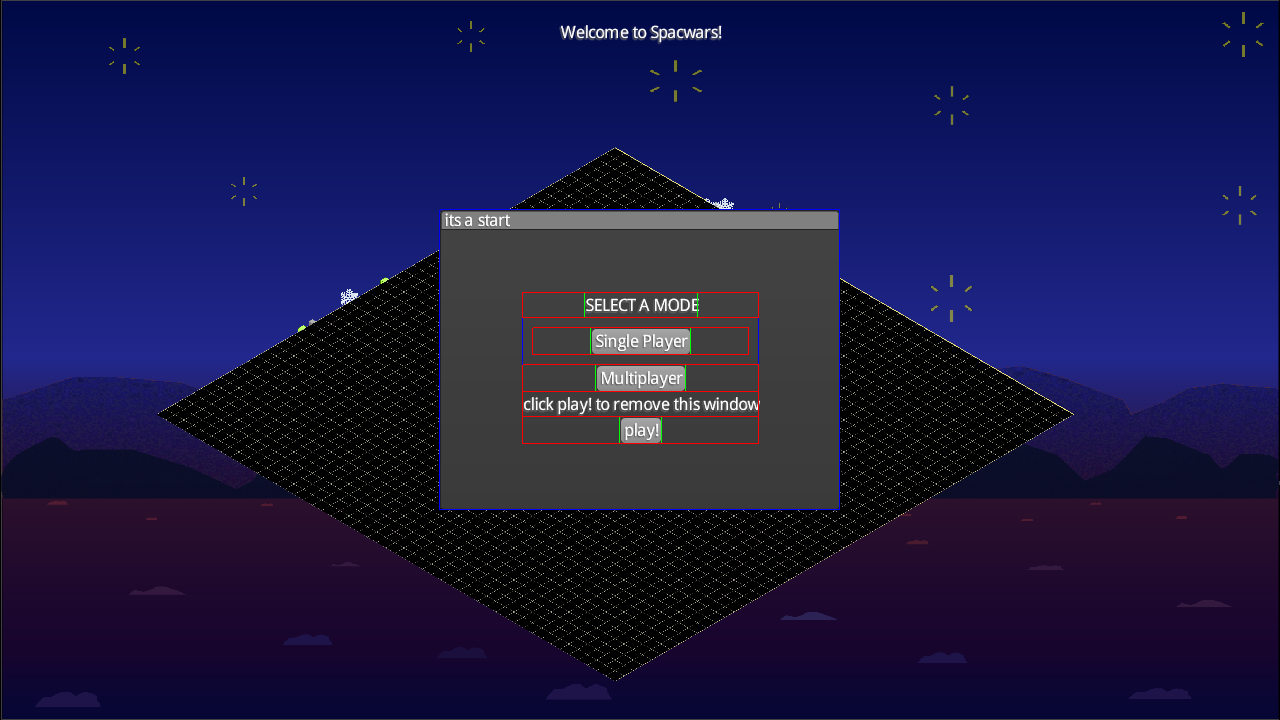 Welcome to Spacwars!
its a start
SELECT A MODE
Single Player
Multiplayer
click play! to remove this window
play!